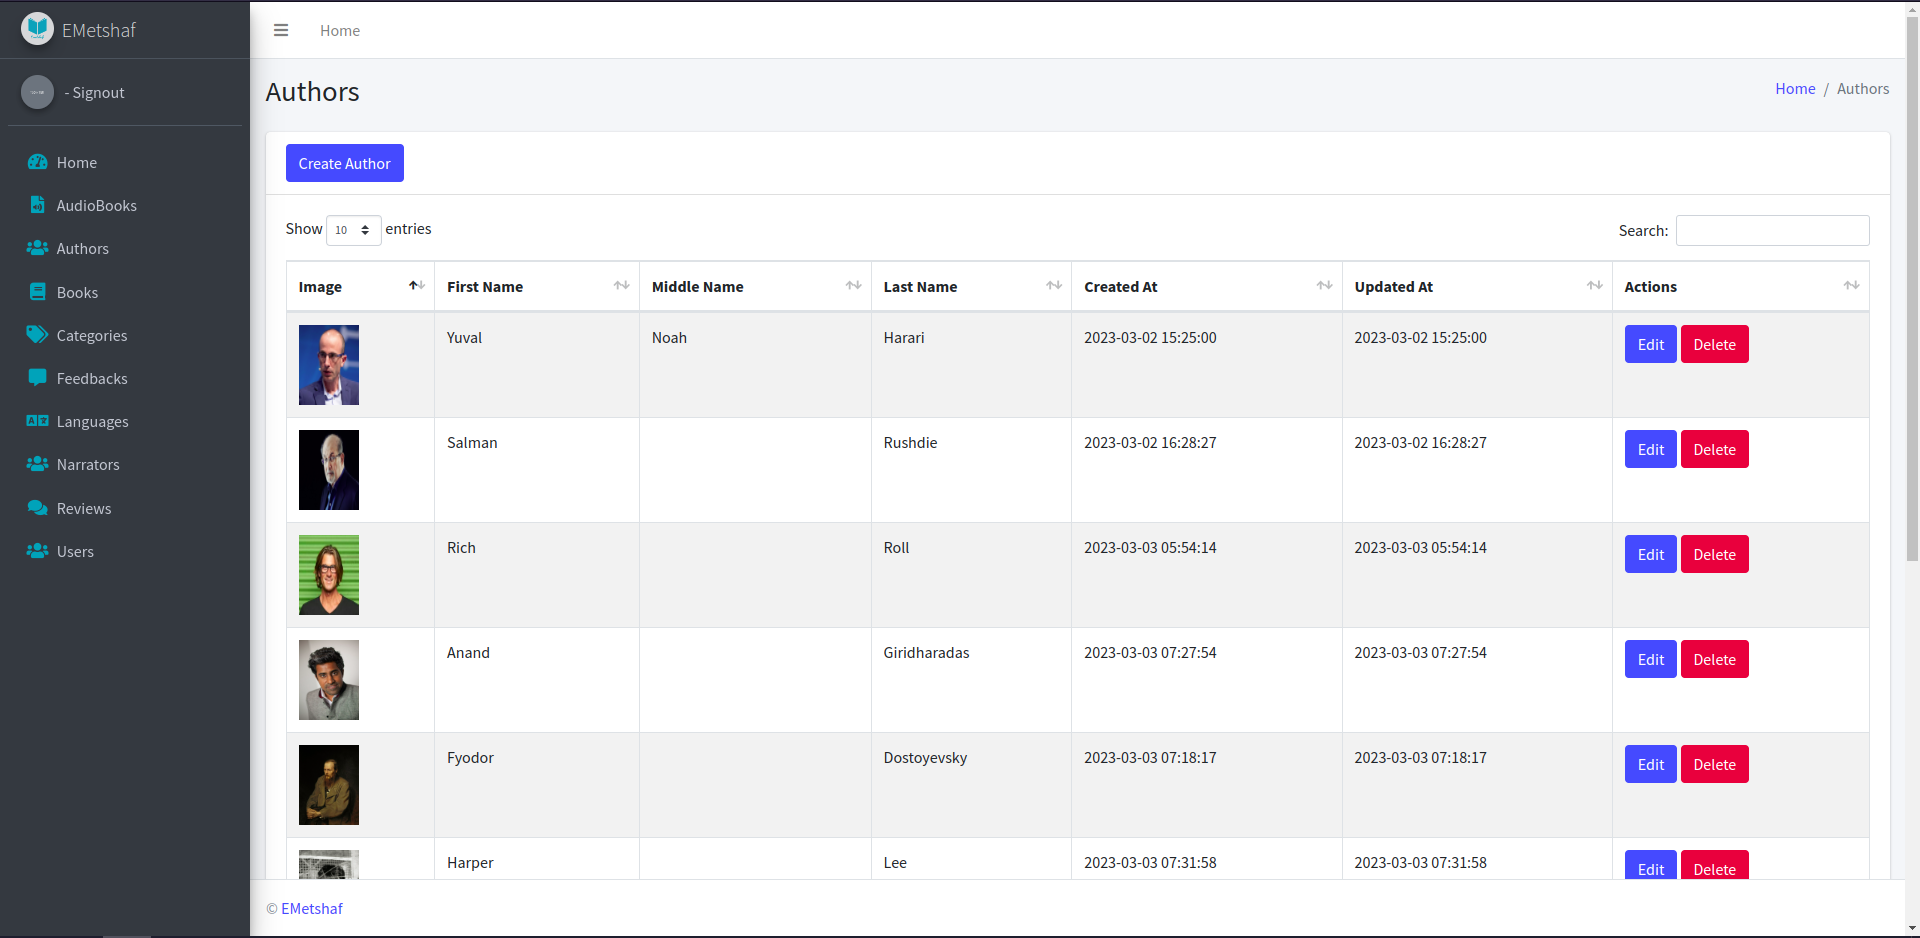 EMetshaf
- Signout
Home
AudioBooks
Authors
Books
Categories
Feedbacks
Languages
Narrators
Reviews
Users
Home
Authors
Home / Authors
Create Author
Show 10 entries
Search:
Image First Name Middle Name Last Name Created At Updated At Actions
Yuval Noah Harari 2023-03-02 15:25:00 2023-03-02 15:25:00 Edit Delete
Salman Rushdie 2023-03-02 16:28:27 2023-03-02 16:28:27 Edit Delete
Rich Roll 2023-03-03 05:54:14 2023-03-03 05:54:14 Edit Delete
Anand Giridharadas 2023-03-03 07:27:54 2023-03-03 07:27:54 Edit Delete
Fyodor Dostoyevsky 2023-03-03 07:18:17 2023-03-03 07:18:17 Edit Delete
Harper Lee 2023-03-03 07:31:58 2023-03-03 07:31:58 Edit Delete
© EMetshaf